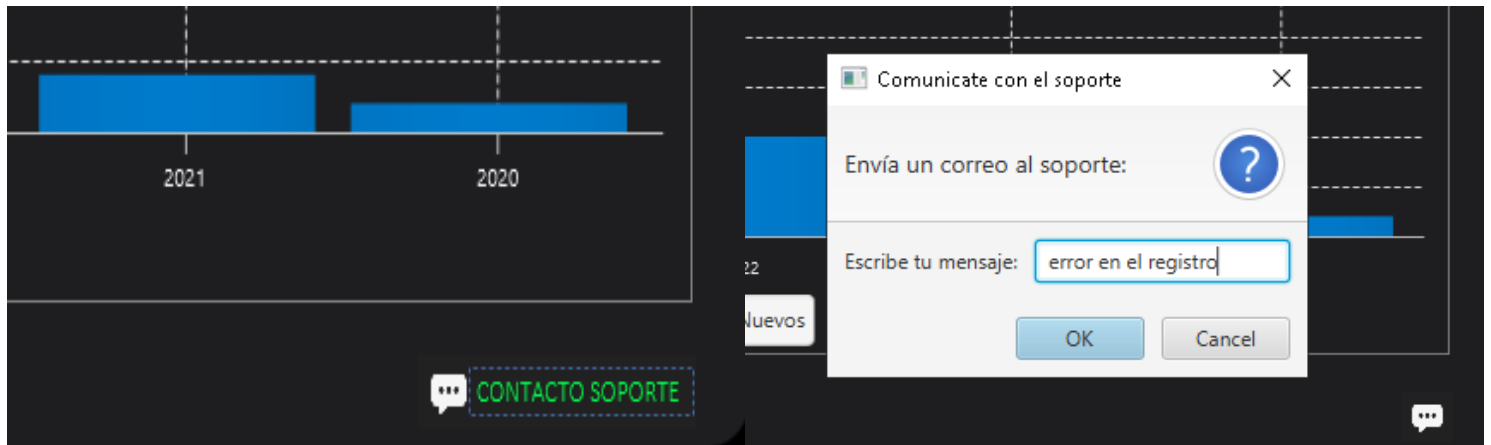 2021
2020
CONTACTO SOPORTE
Comunicate con el soporte
Envía un correo al soporte:
Escribe tu mensaje: error en el registro
OK Cancel
22
Nuevos